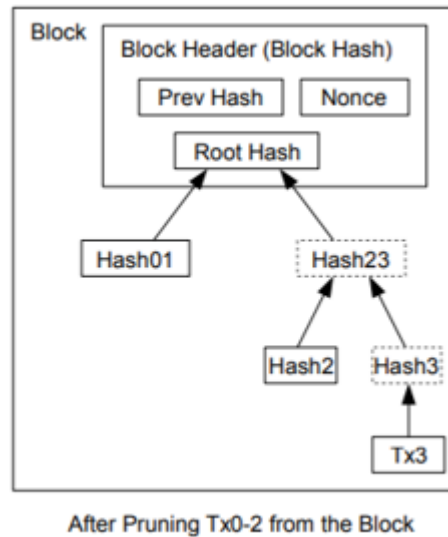 Block
Block Header (Block Hash)
Prev Hash
Nonce
Root Hash
Hash01
Hash23
Hash2
Hash3
Tx3
After Pruning Tx0-2 from the Block